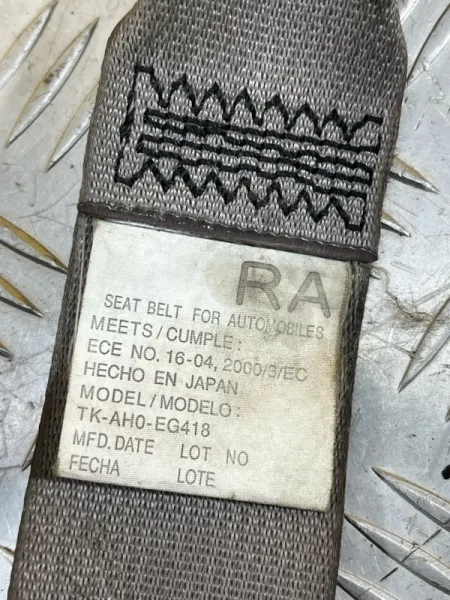 RA
SEAT BELT FOR AUTOMOBILES
MEETS/CUMPLE:
ECE NO. 16-04, 2000/3/EC
HECHO EN JAPAN
MODEL/MODELO:
TK-AH0-EG418
MFD. DATE LOT NO
FECHA LOTE